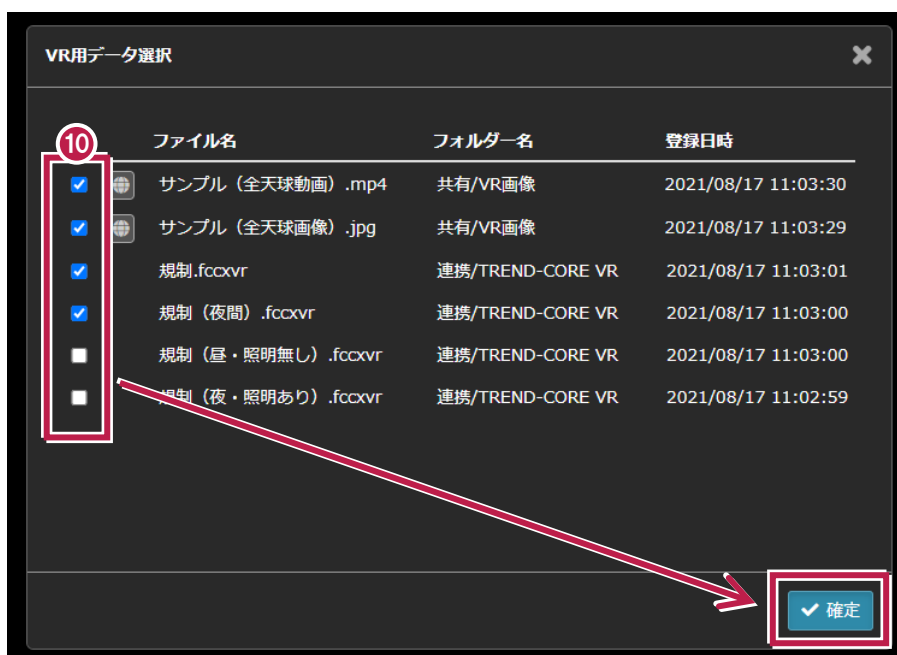 VR用データ選択
⑩
ファイル名 フォルダー名 登録日時
サンプル（全天球動画）.mp4 共有/VR画像 2021/08/17 11:03:30
サンプル（全天球画像）.jpg 共有/VR画像 2021/08/17 11:03:29
規制.fccxvr 連携/TREND-CORE VR 2021/08/17 11:03:01
規制（夜間）.fccxvr 連携/TREND-CORE VR 2021/08/17 11:03:00
規制（昼・照明無し）.fccxvr 連携/TREND-CORE VR 2021/08/17 11:03:00
規制（夜・照明あり）.fccxvr 連携/TREND-CORE VR 2021/08/17 11:02:59
確定